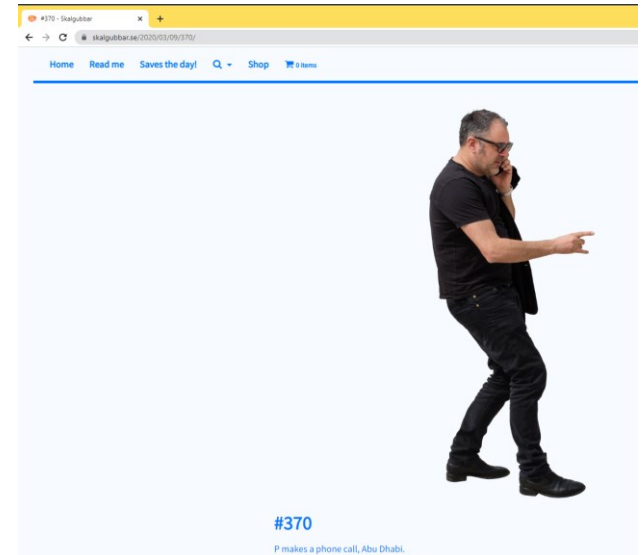 #370 - Skalgubbar
skalgubbar.se/2020/03/09/370/
Home Read me Saves the day! Shop 0 items
#370
P makes a phone call, Abu Dhabi.